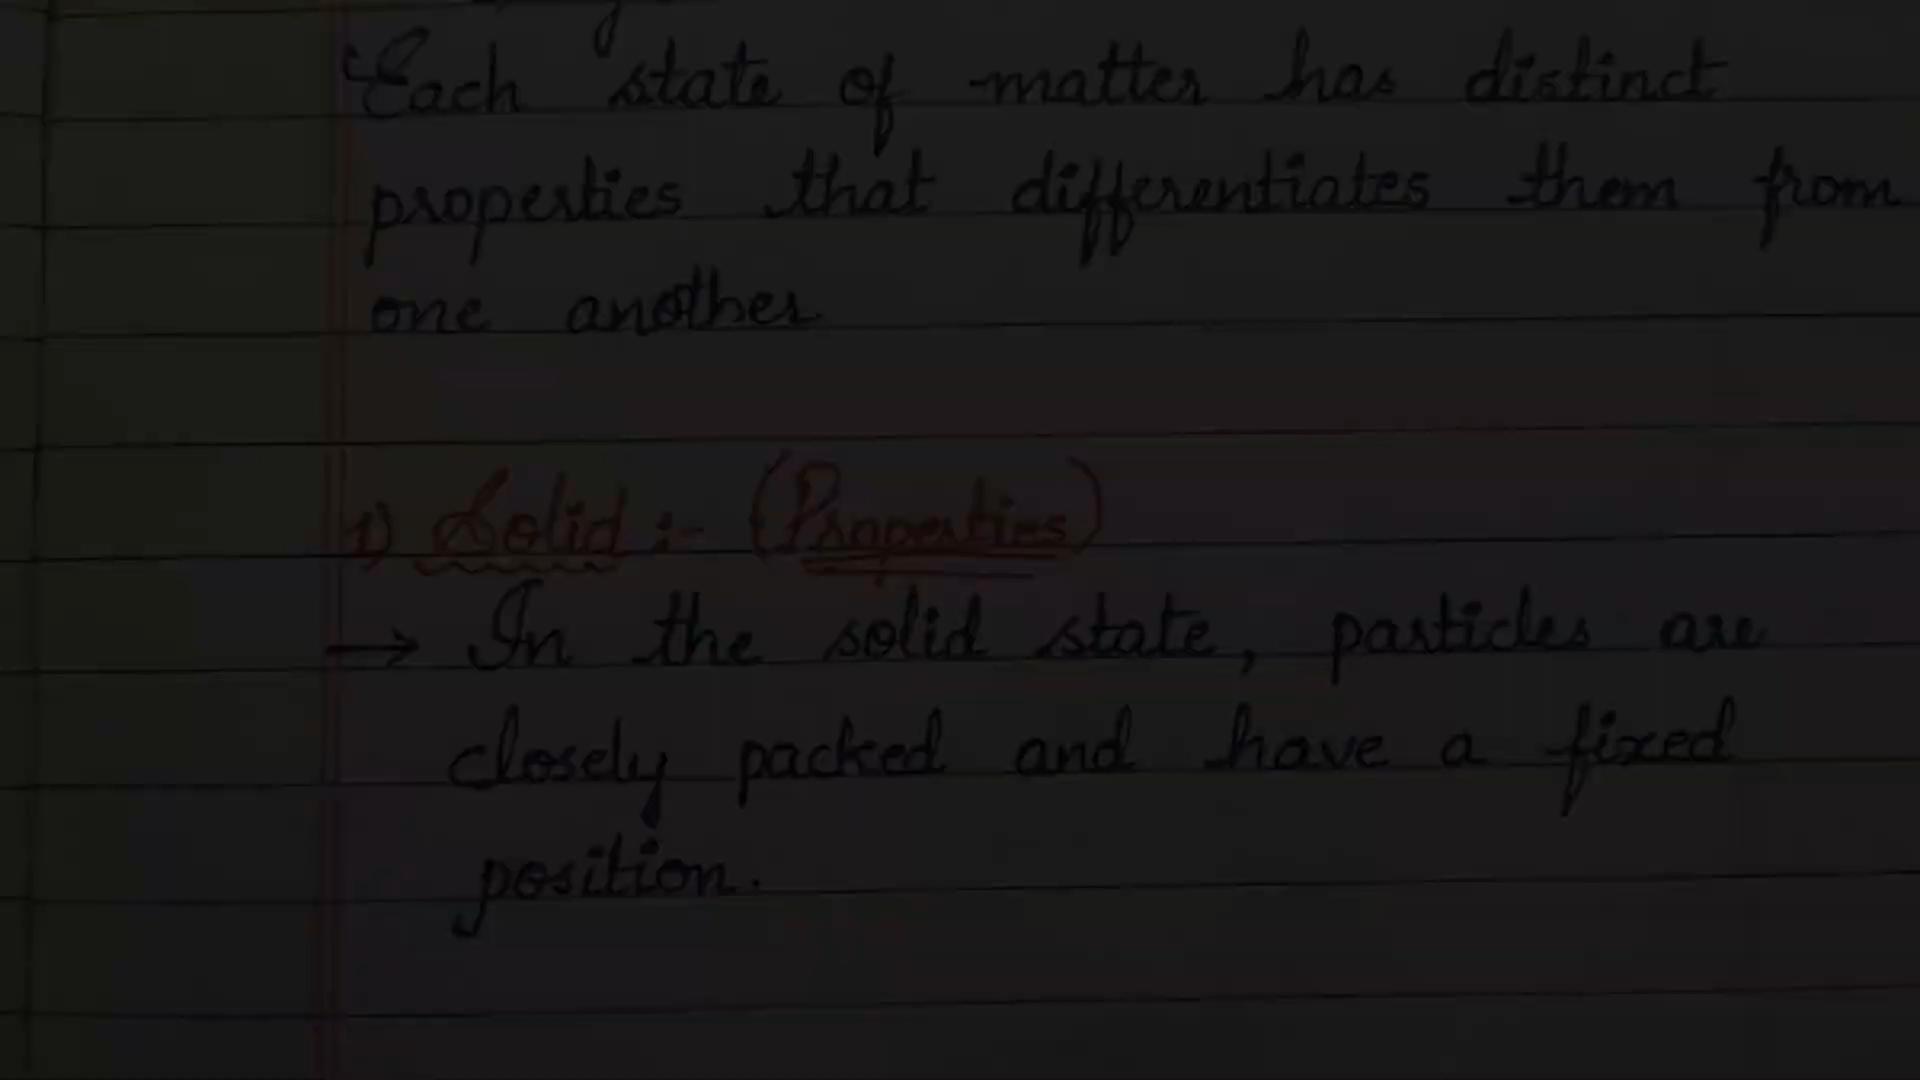 Each state of matter has distinct
properties that differentiates them from
one another
1) Solid :- (Properties)
→ In the solid state, particles are
closely packed and have a fixed
position.